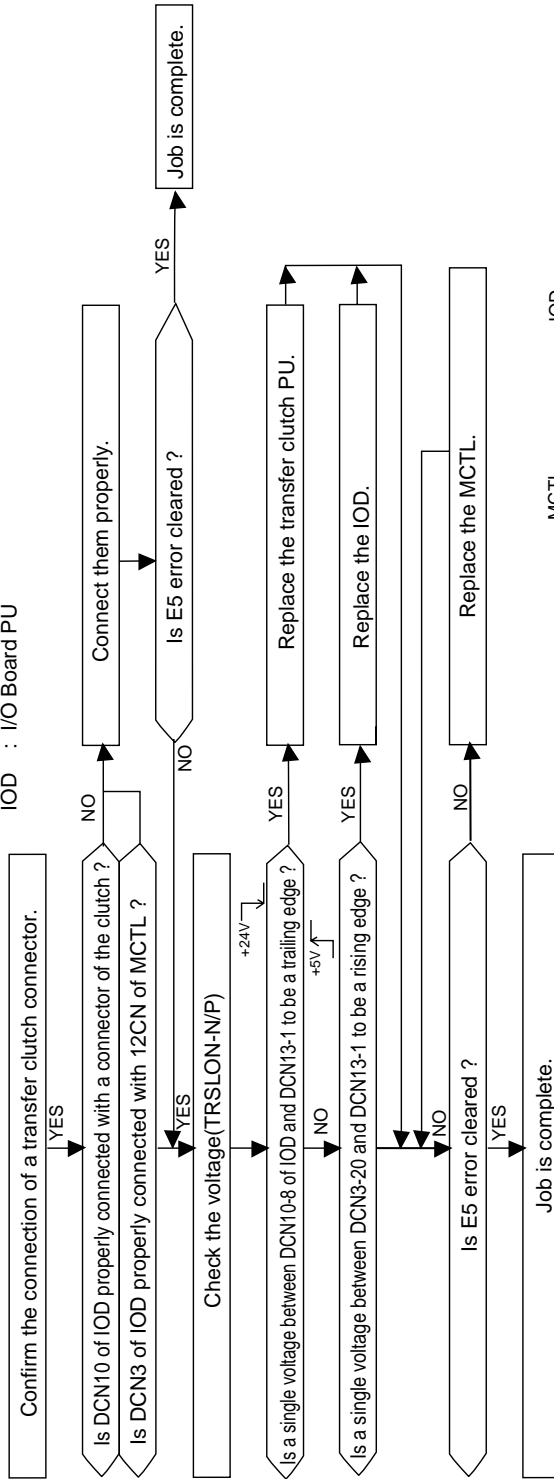 IOD : I/O Board PU
Confirm the connection of a transfer clutch connector.
YES
Is DCN10 of IOD properly connected with a connector of the clutch ?
Is DCN3 of IOD properly connected with 12CN of MCTL ?
NO
Connect them properly.
Is E5 error cleared ?
YES
Job is complete.
NO
YES
Check the voltage(TRSLON-N/P)
+24V
Is a single voltage between DCN10-8 of IOD and DCN13-1 to be a trailing edge ?
YES
Replace the transfer clutch PU.
NO
+5V
Is a single voltage between DCN3-20 and DCN13-1 to be a rising edge ?
YES
Replace the IOD.
NO
Is E5 error cleared ?
NO
Replace the MCTL.
YES
Job is complete.